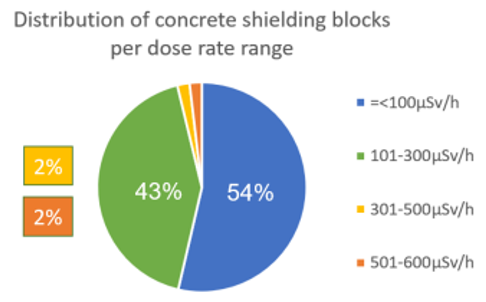 Distribution of concrete shielding blocks
per dose rate range
=<100µSv/h
101-300µSv/h
301-500µSv/h
501-600µSv/h
2%
2%
43%
54%